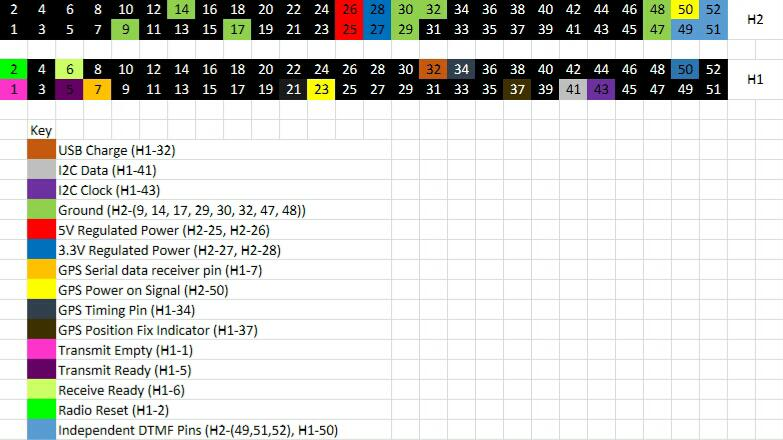 2 4 6 8 10 12 14 16 18 20 22 24 26 28 30 32 34 36 38 40 42 44 46 48 50 52
H2
1 3 5 7 9 11 13 15 17 19 21 23 25 27 29 31 33 35 37 39 41 43 45 47 49 51
2 4 6 8 10 12 14 16 18 20 22 24 26 28 30 32 34 36 38 40 42 44 46 48 50 52
H1
1 3 5 7 9 11 13 15 17 19 21 23 25 27 29 31 33 35 37 39 41 43 45 47 49 51
Key
USB Charge (H1-32)
I2C Data (H1-41)
I2C Clock (H1-43)
Ground (H2-(9, 14, 17, 29, 30, 32, 47, 48))
5V Regulated Power (H2-25, H2-26)
3.3V Regulated Power (H2-27, H2-28)
GPS Serial data receiver pin (H1-7)
GPS Power on Signal (H2-50)
GPS Timing Pin (H1-34)
GPS Position Fix Indicator (H1-37)
Transmit Empty (H1-1)
Transmit Ready (H1-5)
Receive Ready (H1-6)
Radio Reset (H1-2)
Independent DTMF Pins (H2-(49,51,52), H1-50)